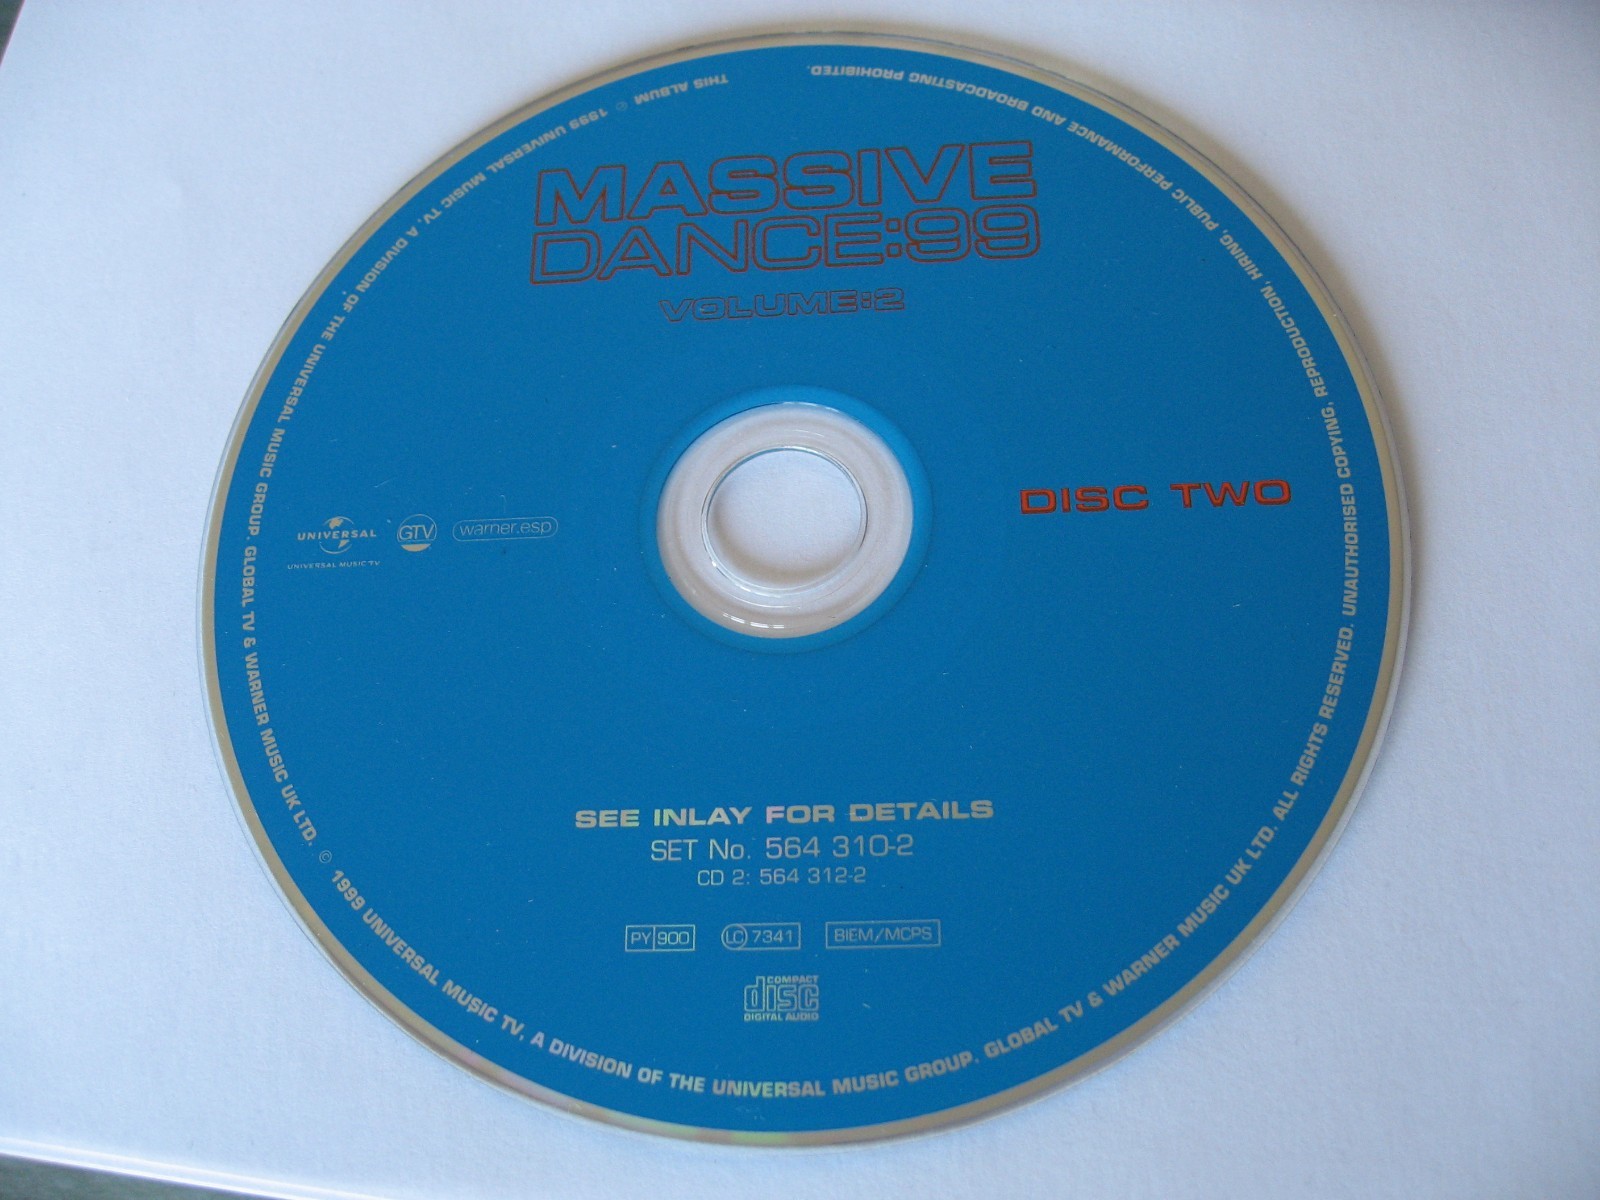 MASSIVE
DANCE:99
VOLUME:2
DISC TWO
UNIVERSAL
UNIVERSAL MUSIC TV
GTV
warner.esp
SEE INLAY FOR DETAILS
SET No. 564 310-2
CD 2: 564 312-2
PY 900
LC 7341
BIEM/MCPS
COMPACT
disc
DIGITAL AUDIO
THIS ALBUM ℗ 1999 UNIVERSAL MUSIC TV, A DIVISION OF THE UNIVERSAL MUSIC GROUP. GLOBAL TV & WARNER MUSIC UK LTD. © 1999 UNIVERSAL MUSIC TV, A DIVISION OF THE UNIVERSAL MUSIC GROUP. GLOBAL TV & WARNER MUSIC UK LTD. ALL RIGHTS RESERVED. UNAUTHORISED COPYING, REPRODUCTION, HIRING, PUBLIC PERFORMANCE AND BROADCASTING PROHIBITED.